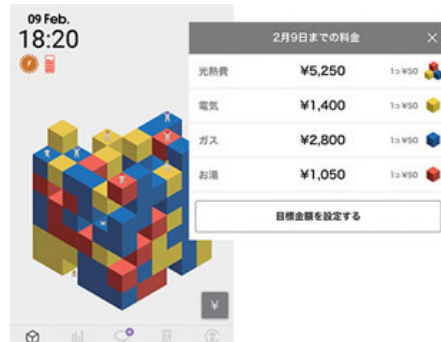 09 Feb.
18:20
¥
2月9日までの料金 ×
光熱費 ¥5,250 1コ ¥50
電気 ¥1,400 1コ ¥50
ガス ¥2,800 1コ ¥50
お湯 ¥1,050 1コ ¥50
目標金額を設定する